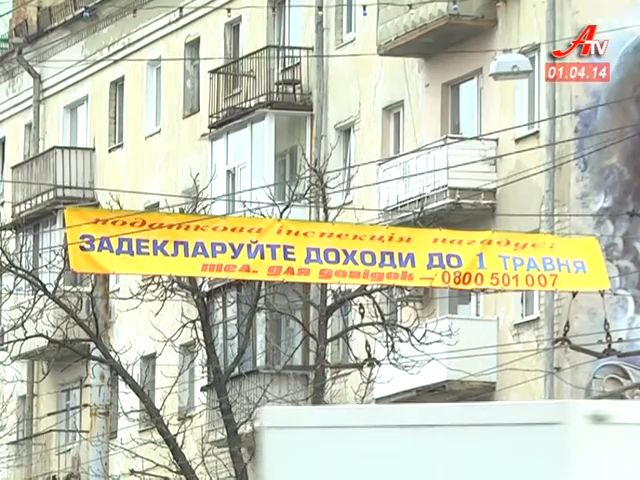 ATV
01.04.14
податкова інспекція нагадує:
ЗАДЕКЛАРУЙТЕ ДОХОДИ ДО 1 ТРАВНЯ
тел. для довідок – 0800 501 007